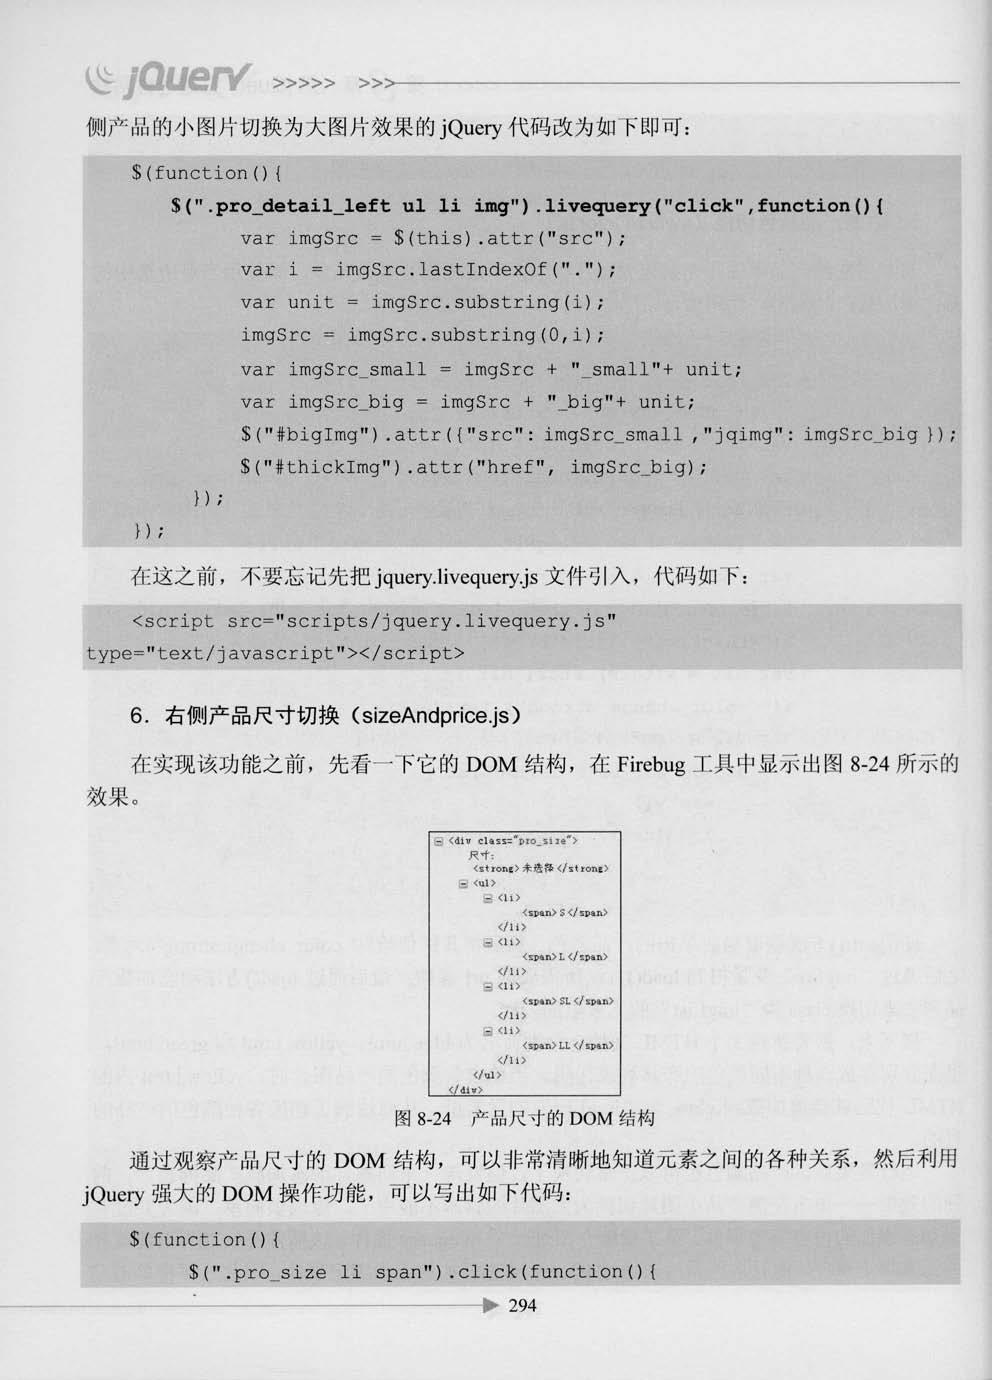 jQuery >>>>> >>>
侧产品的小图片切换为大图片效果的 jQuery 代码改为如下即可：
$(function(){
$(".pro_detail_left ul li img").livequery("click",function(){
var imgSrc = $(this).attr("src");
var i = imgSrc.lastIndexOf(".");
var unit = imgSrc.substring(i);
imgSrc = imgSrc.substring(0,i);
var imgSrc_small = imgSrc + "_small"+ unit;
var imgSrc_big = imgSrc + "_big"+ unit;
$("#bigImg").attr({"src": imgSrc_small ,"jqimg": imgSrc_big });
$("#thickImg").attr("href", imgSrc_big);
});
});
在这之前，不要忘记先把 jquery.livequery.js 文件引入，代码如下：
<script src="scripts/jquery.livequery.js"
type="text/javascript"></script>
6．右侧产品尺寸切换（sizeAndprice.js）
在实现该功能之前，先看一下它的 DOM 结构，在 Firebug 工具中显示出图 8-24 所示的
效果。
<div class="pro_size">
尺寸：
<strong>未选择</strong>
<ul>
<li>
<span>S</span>
</li>
<li>
<span>L</span>
</li>
<li>
<span>SL</span>
</li>
<li>
<span>LL</span>
</li>
</ul>
</div>
图 8-24 产品尺寸的 DOM 结构
通过观察产品尺寸的 DOM 结构，可以非常清晰地知道元素之间的各种关系，然后利用
jQuery 强大的 DOM 操作功能，可以写出如下代码：
$(function(){
$(".pro_size li span").click(function(){
294